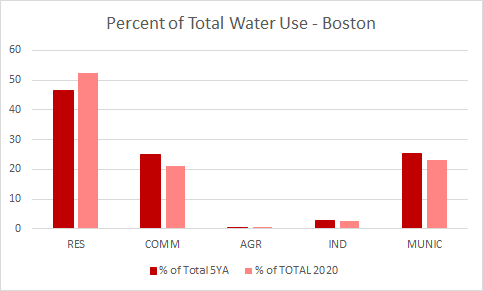 Percent of Total Water Use - Boston
60
50
40
30
20
10
0
RES COMM AGR IND MUNIC
% of Total 5YA % of TOTAL 2020